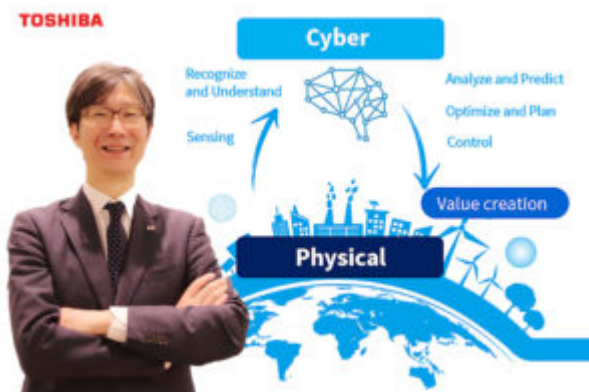 TOSHIBA
Cyber
Recognize
and Understand
Sensing
Analyze and Predict
Optimize and Plan
Control
Value creation
Physical